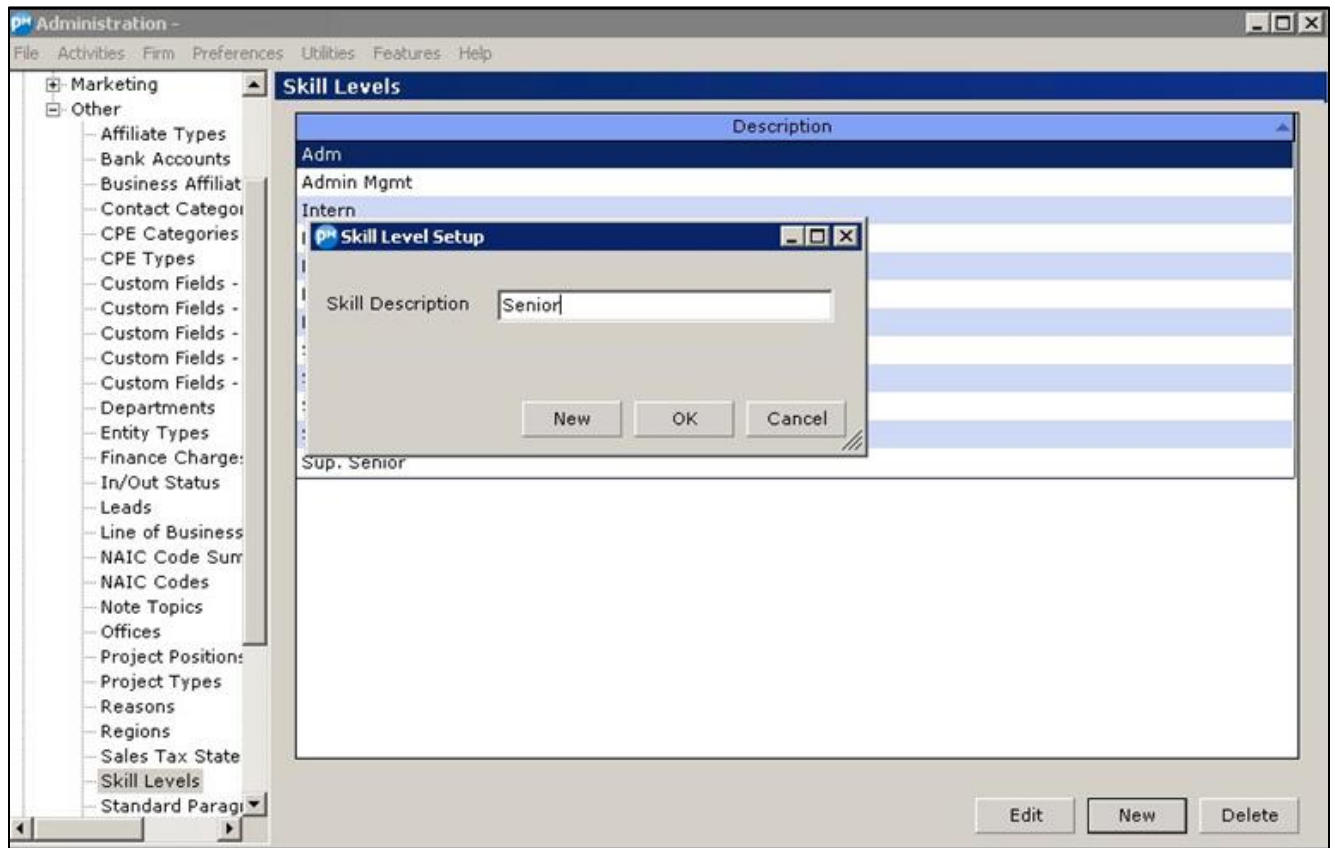 PM Administration -
File Activities Firm Preferences Utilities Features Help
Marketing
Other
Affiliate Types
Bank Accounts
Business Affiliat
Contact Categor
CPE Categories
CPE Types
Custom Fields -
Custom Fields -
Custom Fields -
Custom Fields -
Custom Fields -
Departments
Entity Types
Finance Charge
In/Out Status
Leads
Line of Business
NAIC Code Sum
NAIC Codes
Note Topics
Offices
Project Position
Project Types
Reasons
Regions
Sales Tax State
Skill Levels
Standard Parag
Skill Levels
Description
Adm
Admin Mgmt
Intern
Sup. Senior
PM Skill Level Setup
Skill Description Senior
New OK Cancel
Edit New Delete